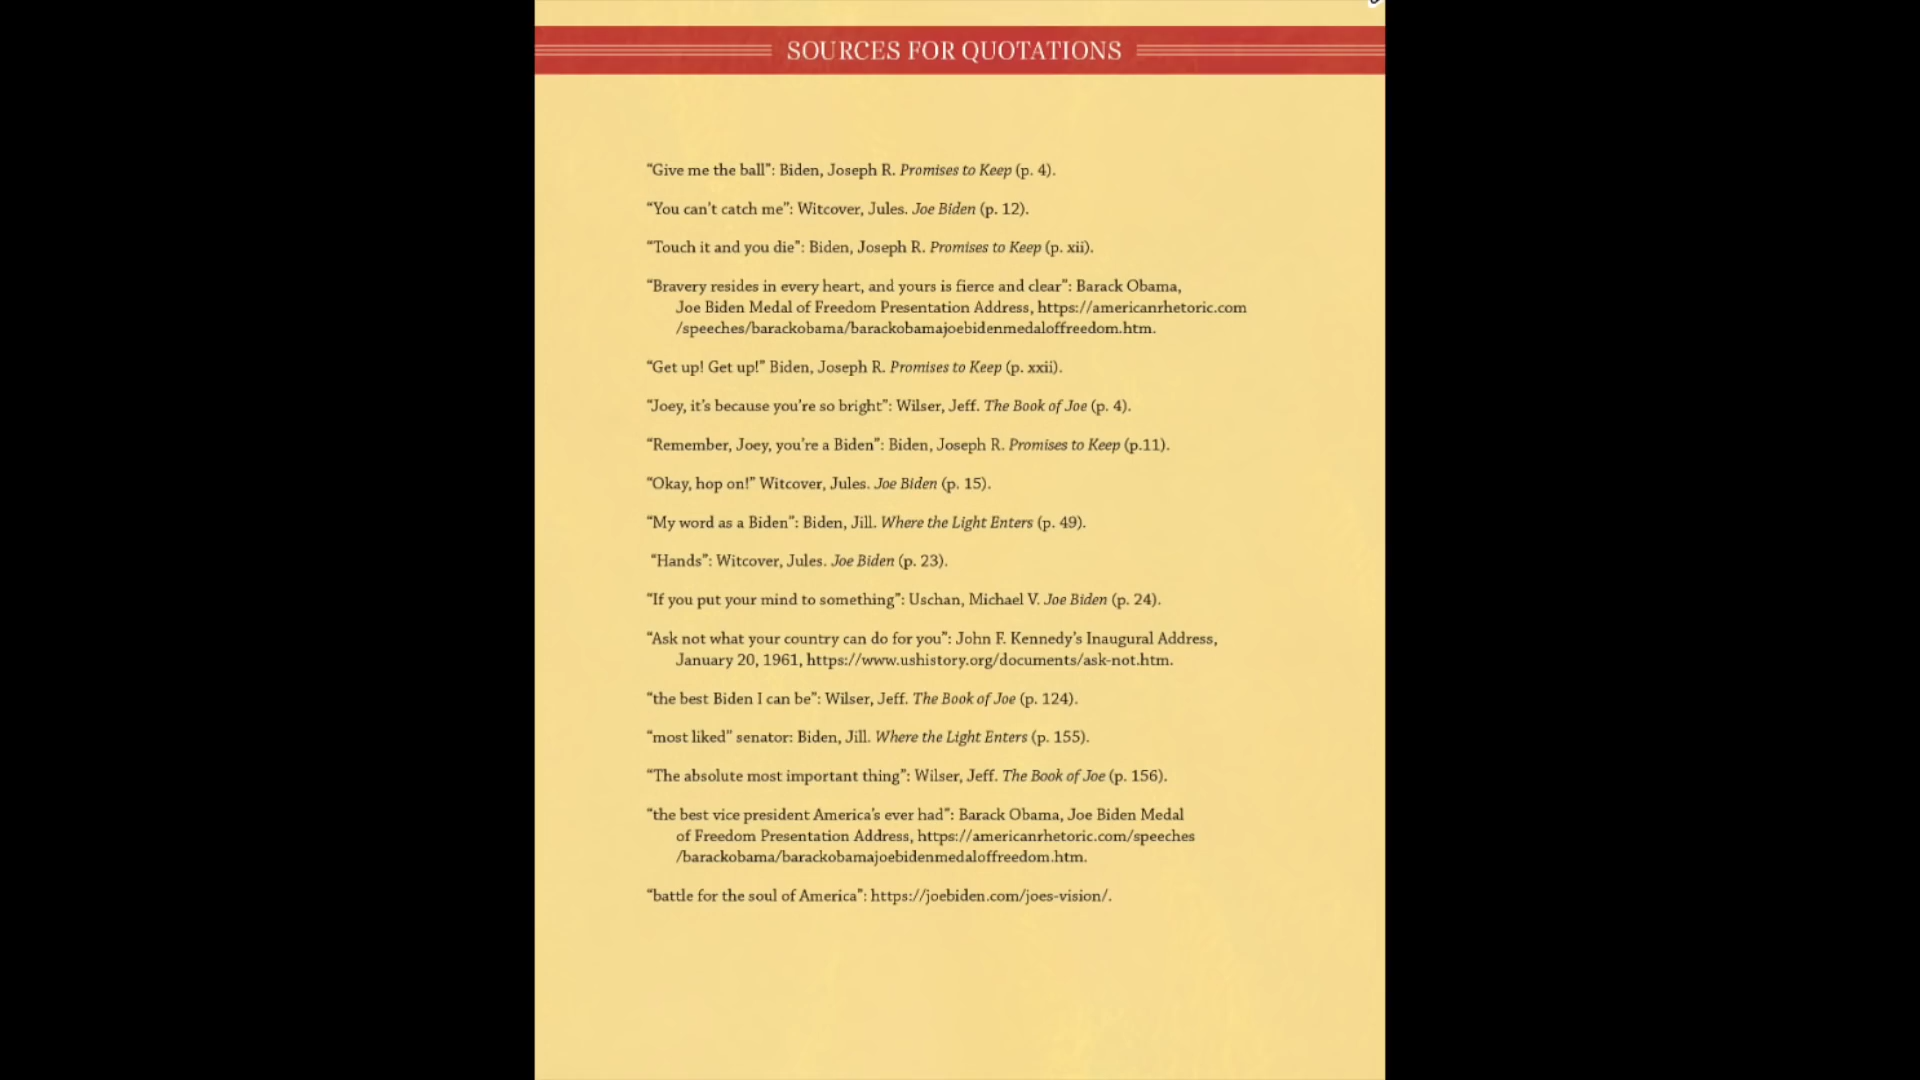 SOURCES FOR QUOTATIONS
“Give me the ball”: Biden, Joseph R. Promises to Keep (p. 4).
“You can’t catch me”: Witcover, Jules. Joe Biden (p. 12).
“Touch it and you die”: Biden, Joseph R. Promises to Keep (p. xii).
“Bravery resides in every heart, and yours is fierce and clear”: Barack Obama,
Joe Biden Medal of Freedom Presentation Address, https://americanrhetoric.com
/speeches/barackobama/barackobamajoebidenmedaloffreedom.htm.
“Get up! Get up!” Biden, Joseph R. Promises to Keep (p. xxii).
“Joey, it’s because you’re so bright”: Wilser, Jeff. The Book of Joe (p. 4).
“Remember, Joey, you’re a Biden”: Biden, Joseph R. Promises to Keep (p.11).
“Okay, hop on!” Witcover, Jules. Joe Biden (p. 15).
“My word as a Biden”: Biden, Jill. Where the Light Enters (p. 49).
“Hands”: Witcover, Jules. Joe Biden (p. 23).
“If you put your mind to something”: Uschan, Michael V. Joe Biden (p. 24).
“Ask not what your country can do for you”: John F. Kennedy’s Inaugural Address,
January 20, 1961, https://www.ushistory.org/documents/ask-not.htm.
“the best Biden I can be”: Wilser, Jeff. The Book of Joe (p. 124).
“most liked” senator: Biden, Jill. Where the Light Enters (p. 155).
“The absolute most important thing”: Wilser, Jeff. The Book of Joe (p. 156).
“the best vice president America’s ever had”: Barack Obama, Joe Biden Medal
of Freedom Presentation Address, https://americanrhetoric.com/speeches
/barackobama/barackobamajoebidenmedaloffreedom.htm.
“battle for the soul of America”: https://joebiden.com/joes-vision/.